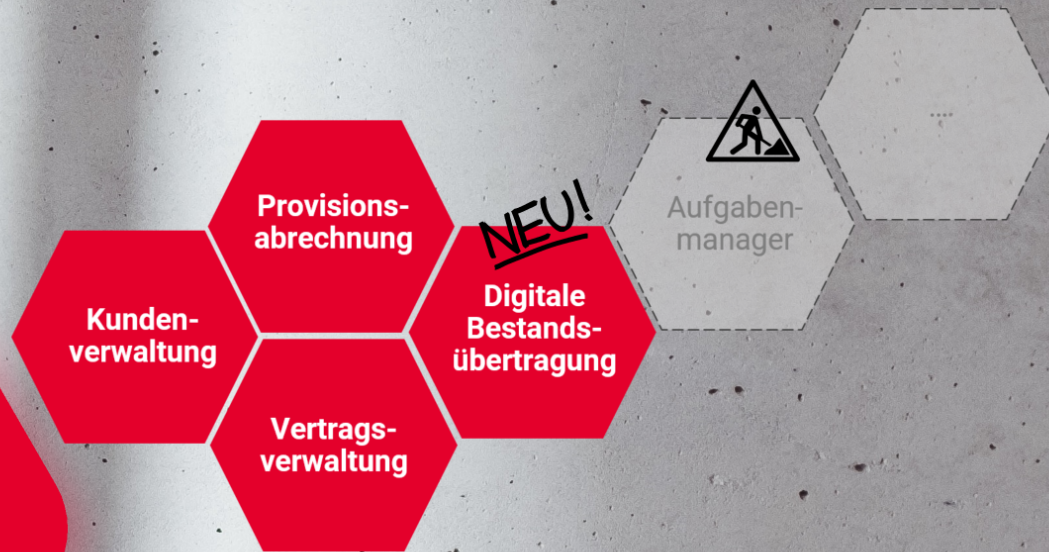 Kunden-
verwaltung
Provisions-
abrechnung
Vertrags-
verwaltung
NEU!
Digitale
Bestands-
übertragung
Aufgaben-
manager
....